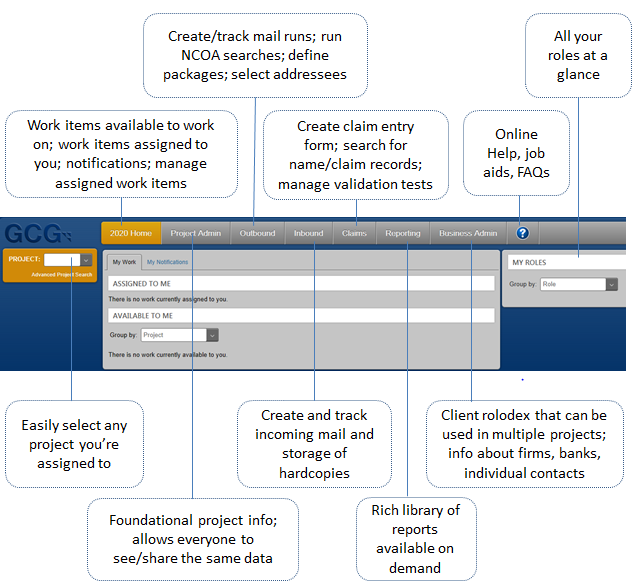 Create/track mail runs; run
NCOA searches; define
packages; select addressees
All your
roles at a
glance
Work items available to work
on; work items assigned to
you; notifications; manage
assigned work items
Create claim entry
form; search for
name/claim records;
manage validation tests
Online
Help, job
aids, FAQs
GCG
2020 Home
Project Admin
Outbound
Inbound
Claims
Reporting
Business Admin
?
PROJECT:
Advanced Project Search
My Work
My Notifications
ASSIGNED TO ME
There is no work currently assigned to you.
AVAILABLE TO ME
Group by: Project
There is no work currently available to you.
MY ROLES
Group by: Role
Easily select any
project you’re
assigned to
Create and track
incoming mail and
storage of
hardcopies
Client rolodex that can be
used in multiple projects;
info about firms, banks,
individual contacts
Foundational project info;
allows everyone to
see/share the same data
Rich library of
reports
available on
demand